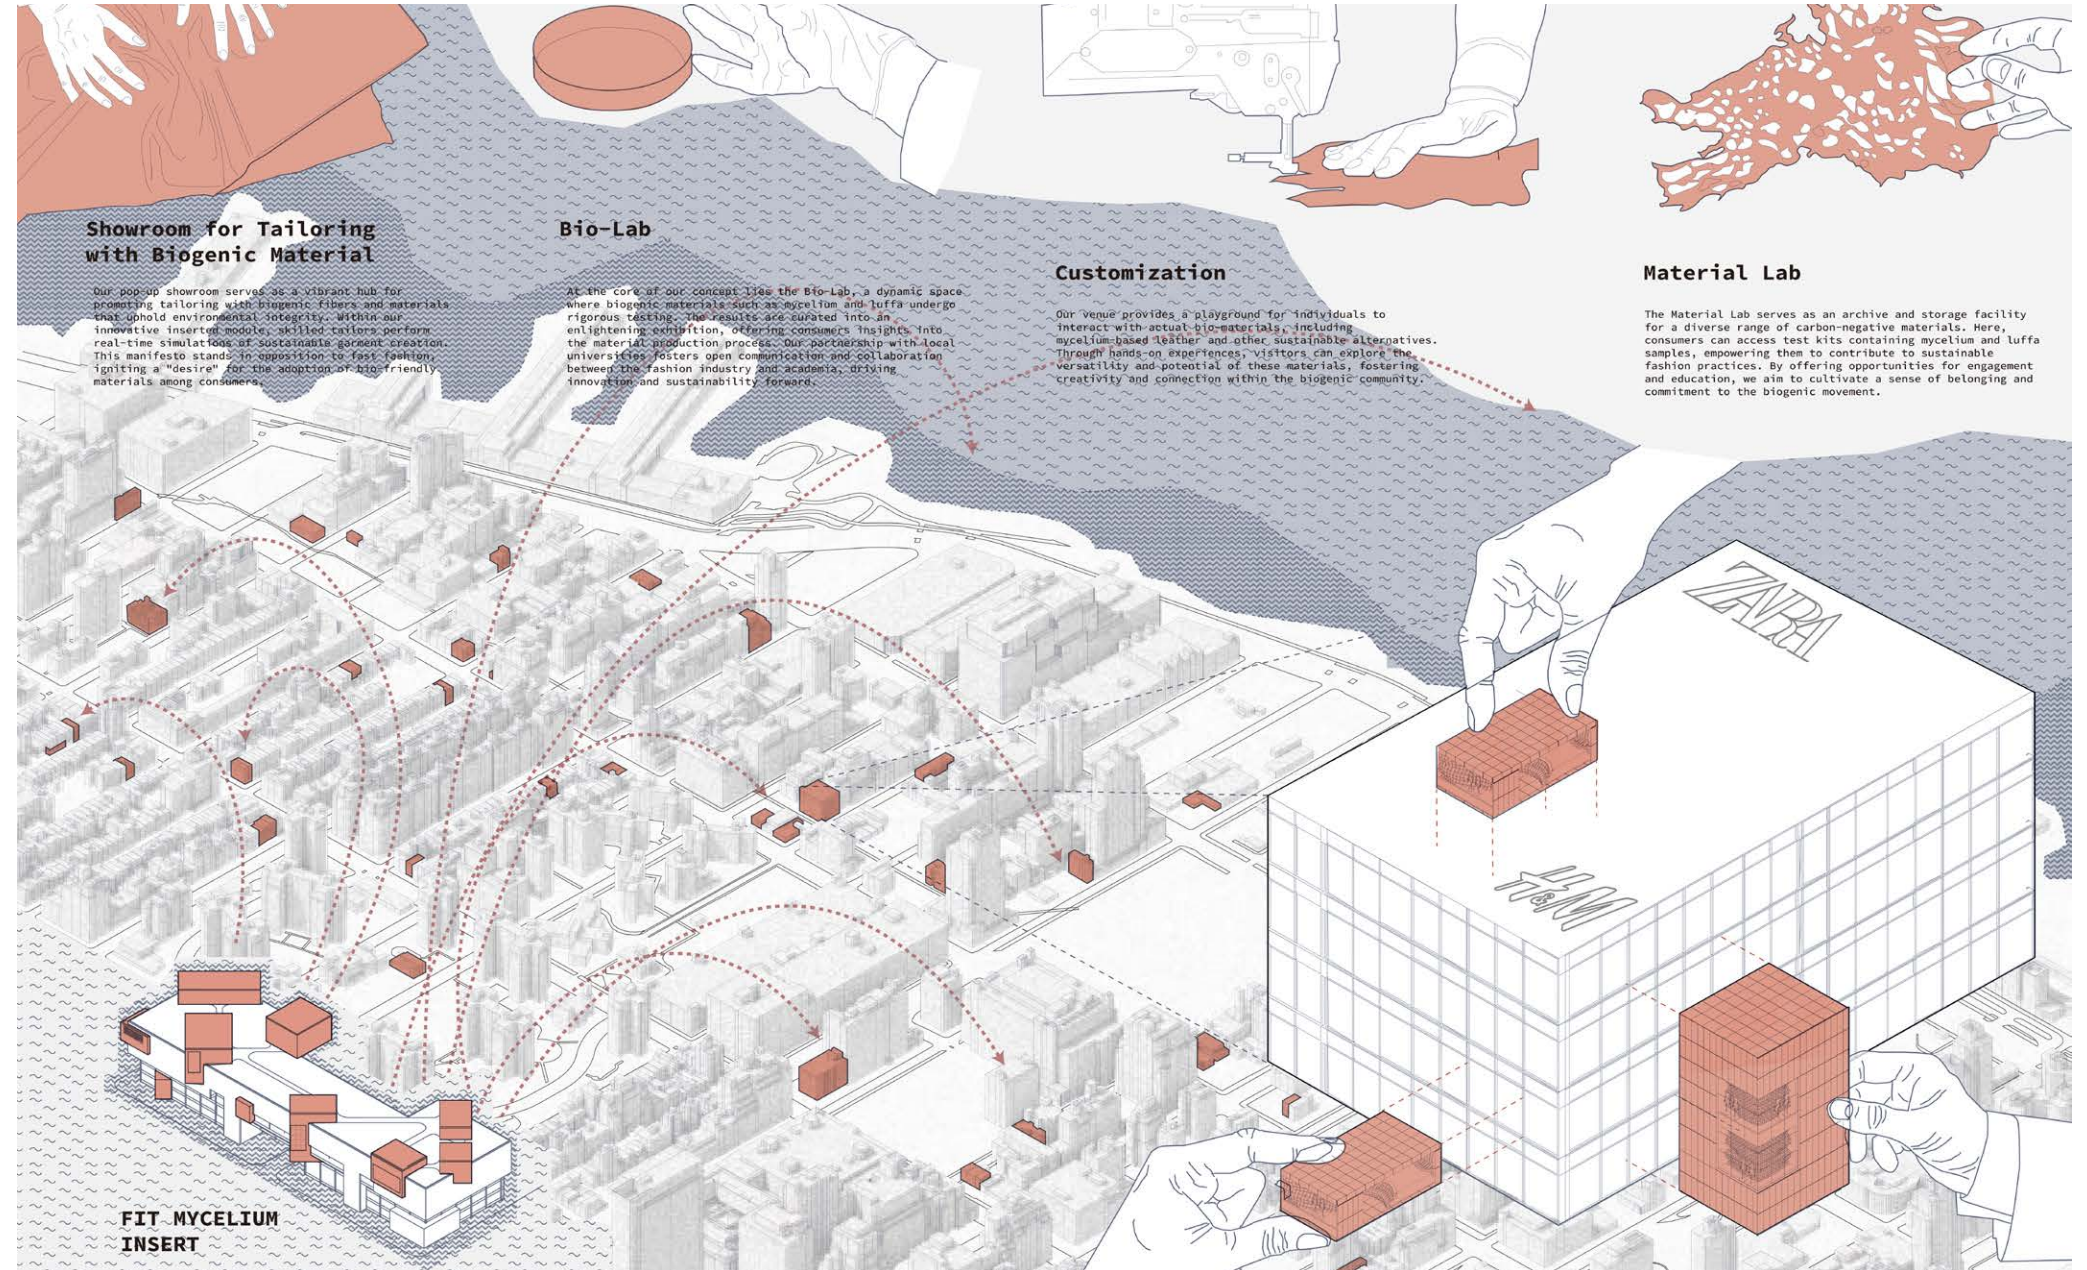 Showroom for Tailoring
with Biogenic Material
Our pop-up showroom serves as a vibrant hub for
promoting tailoring with biogenic fibers and materials
that uphold environmental integrity. Within our
innovative inserted module, skilled tailors perform
real-time simulations of sustainable garment creation.
This manifesto stands in opposition to fast fashion,
igniting a "desire" for the adoption of bio-friendly
materials among consumers.
Bio-Lab
At the core of our concept lies the Bio-Lab, a dynamic space
where biogenic materials such as mycelium and luffa undergo
rigorous testing. The results are curated into an
enlightening exhibition, offering consumers insights into
the material production process. Our partnership with local
universities fosters open communication and collaboration
between the fashion industry and academia, driving
innovation and sustainability forward.
Customization
Our venue provides a playground for individuals to
interact with actual bio-materials, including
mycelium-based leather and other sustainable alternatives.
Through hands-on experiences, visitors can explore the
versatility and potential of these materials, fostering
creativity and connection within the biogenic community.
Material Lab
The Material Lab serves as an archive and storage facility
for a diverse range of carbon-negative materials. Here,
consumers can access test kits containing mycelium and luffa
samples, empowering them to contribute to sustainable
fashion practices. By offering opportunities for engagement
and education, we aim to cultivate a sense of belonging and
commitment to the biogenic movement.
ZARA
H&M
FIT MYCELIUM
INSERT